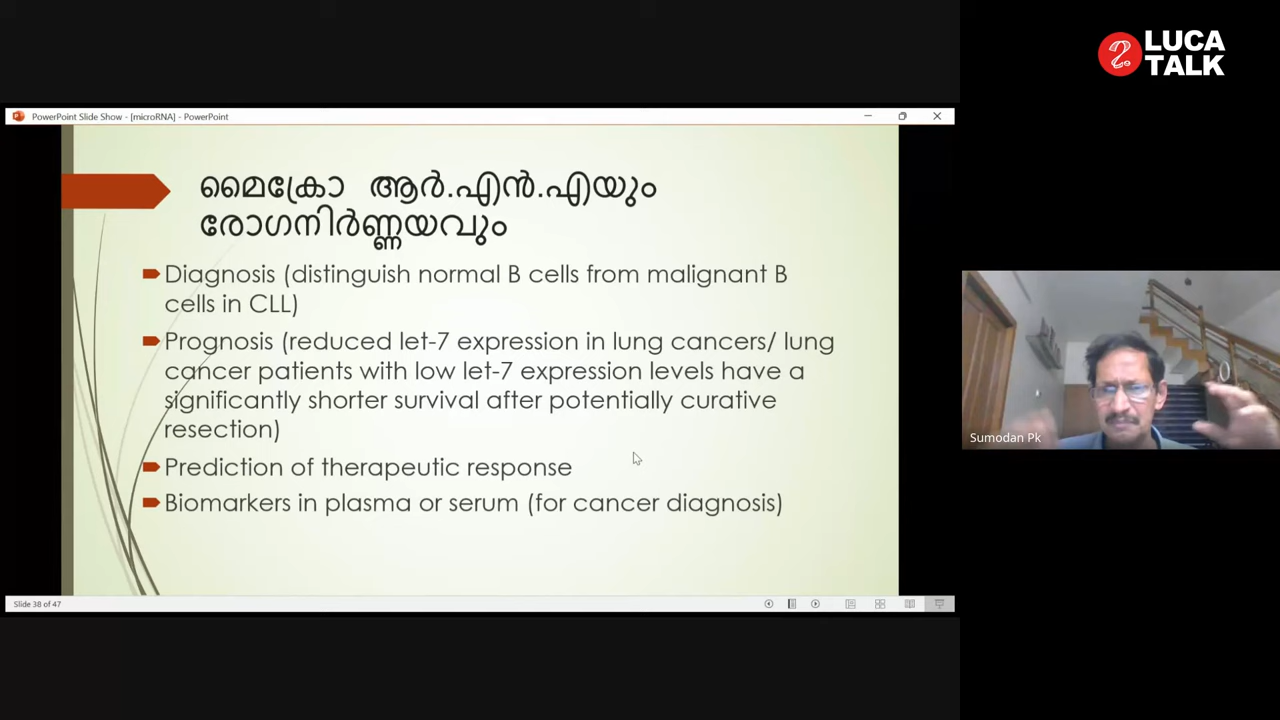 LUCA
TALK
PowerPoint Slide Show - [microRNA] - PowerPoint
മൈക്രോ ആർ.എൻ.എയും
രോഗനിർണ്ണയവും
Diagnosis (distinguish normal B cells from malignant B
cells in CLL)
Prognosis (reduced let-7 expression in lung cancers/ lung
cancer patients with low let-7 expression levels have a
significantly shorter survival after potentially curative
resection)
Prediction of therapeutic response
Biomarkers in plasma or serum (for cancer diagnosis)
Sumodan Pk
Slide 38 of 47